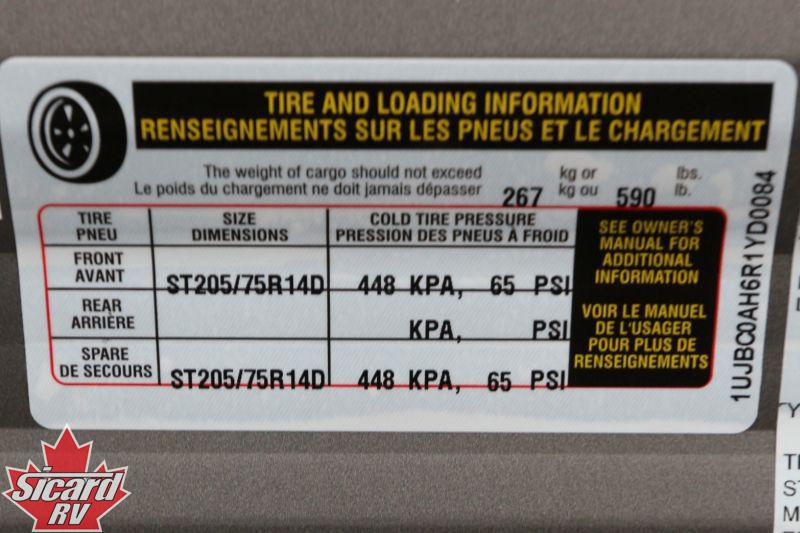 TIRE AND LOADING INFORMATION
RENSEIGNEMENTS SUR LES PNEUS ET LE CHARGEMENT
The weight of cargo should not exceed kg or lbs.
Le poids du chargement ne doit jamais dépasser 267 kg ou 590 lb.
TIRE SIZE COLD TIRE PRESSURE
PNEU DIMENSIONS PRESSION DES PNEUS À FROID
FRONT
AVANT ST205/75R14D 448 KPA, 65 PSI
REAR
ARRIÈRE KPA, PSI
SPARE
DE SECOURS ST205/75R14D 448 KPA, 65 PSI
SEE OWNER'S
MANUAL FOR
ADDITIONAL
INFORMATION
VOIR LE MANUEL
DE L'USAGER
POUR PLUS DE
RENSEIGNEMENTS
1UJBC0AH6R1YD0084
Sicard
RV